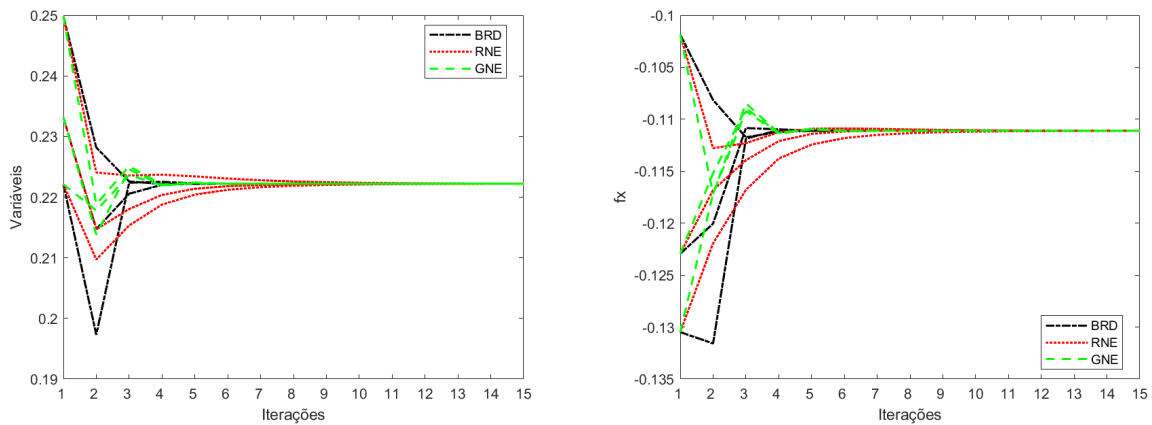 0.25
0.24
0.23
0.22
0.21
0.2
0.19
Variáveis
1 2 3 4 5 6 7 8 9 10 11 12 13 14 15
Iterações
BRD
RNE
GNE
-0.1
-0.105
-0.11
-0.115
-0.12
-0.125
-0.13
-0.135
fx
1 2 3 4 5 6 7 8 9 10 11 12 13 14 15
Iterações
BRD
RNE
GNE